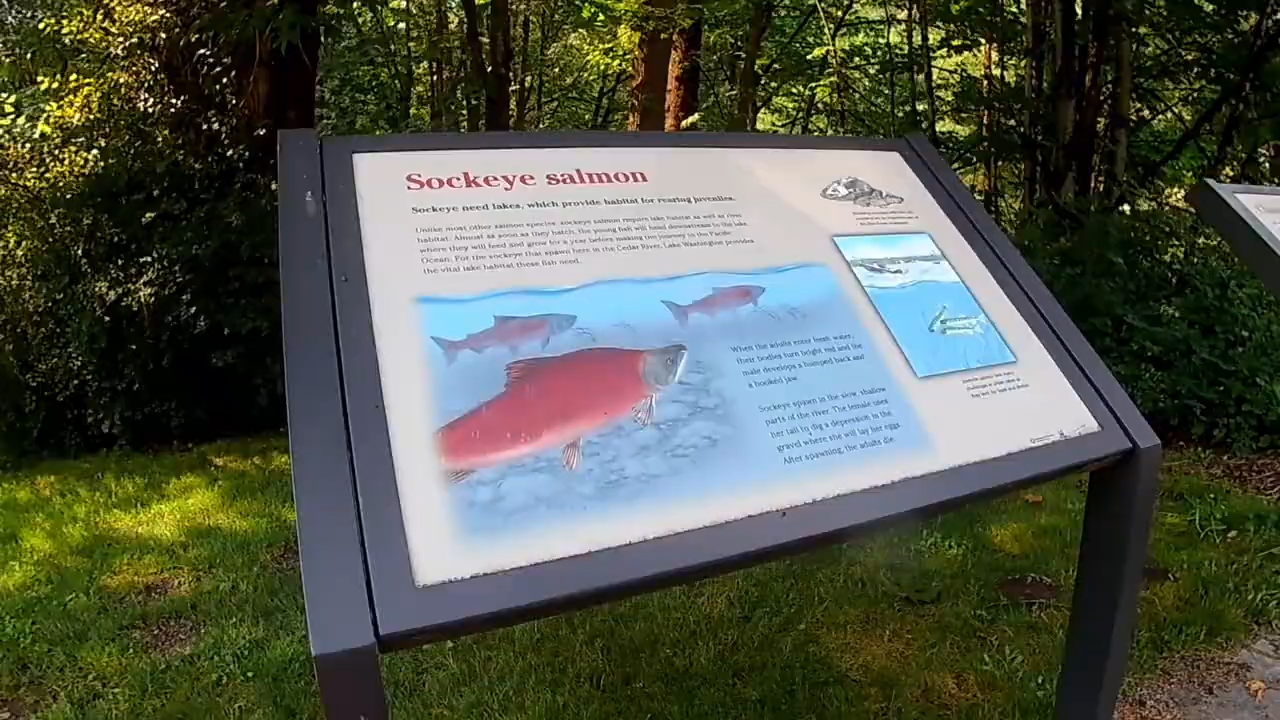 Sockeye salmon
Sockeye need lakes, which provide habitat for rearing juveniles.
Unlike most other salmon species, sockeye salmon require lake habitat as well as river
habitat. Almost as soon as they hatch, the young fish will head downstream to the lake
where they will feed and grow for a year before making the journey to the Pacific
Ocean. For the sockeye that spawn here in the Cedar River, Lake Washington provides
the vital lake habitat these fish need.
When the adults enter fresh water,
their bodies turn bright red and the
male develops a humped back and
a hooked jaw.
Sockeye spawn in the slow, shallow
parts of the river. The female uses
her tail to dig a depression in the
gravel where she will lay her eggs.
After spawning, the adults die.